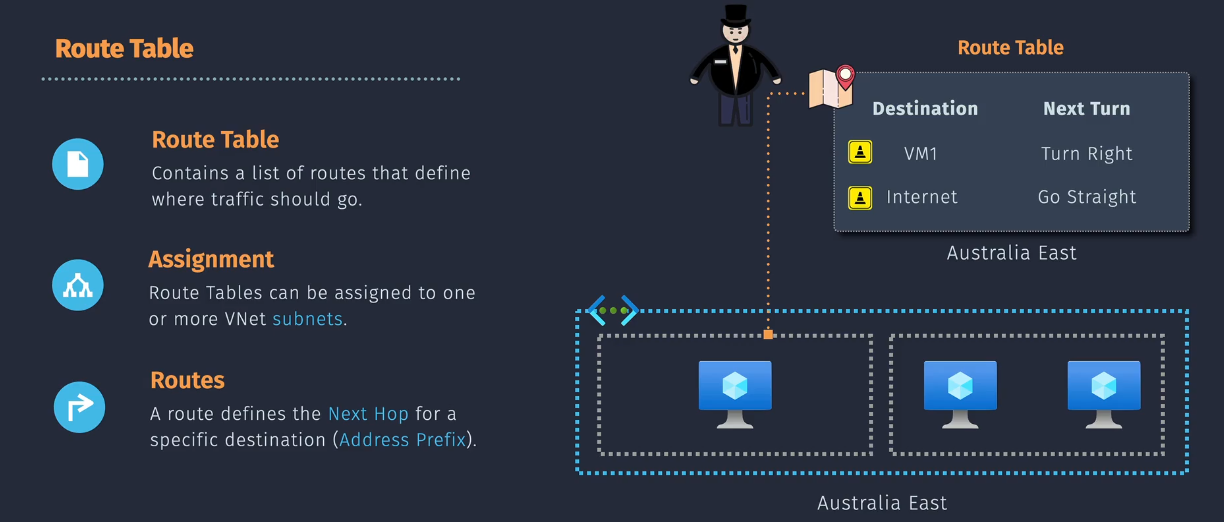 Route Table
Route Table
Contains a list of routes that define
where traffic should go.
Assignment
Route Tables can be assigned to one
or more VNet subnets.
Routes
A route defines the Next Hop for a
specific destination (Address Prefix).
Route Table
Destination Next Turn
VM1 Turn Right
Internet Go Straight
Australia East
Australia East